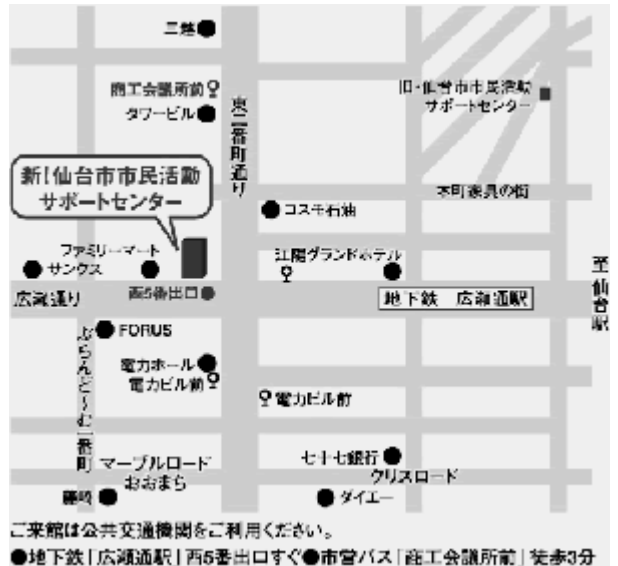 三越
商工会議所前
タワービル
東二番町通り
旧・仙台市市民活動
サポートセンター
新!仙台市市民活動
サポートセンター
本町家具の街
コスモ石油
ファミリーマート
サンクス
江陽グランドホテル
至仙台駅
広瀬通り
西5番出口
地下鉄 広瀬通駅
FORUS
ぶらんど〜む一番町
電力ホール
電力ビル前
電力ビル前
マーブルロード
おおまち
七十七銀行
クリスロード
藤崎
ダイエー
ご来館は公共交通機関をご利用ください。
●地下鉄「広瀬通駅」西5番出口すぐ●市営バス「商工会議所前」徒歩3分